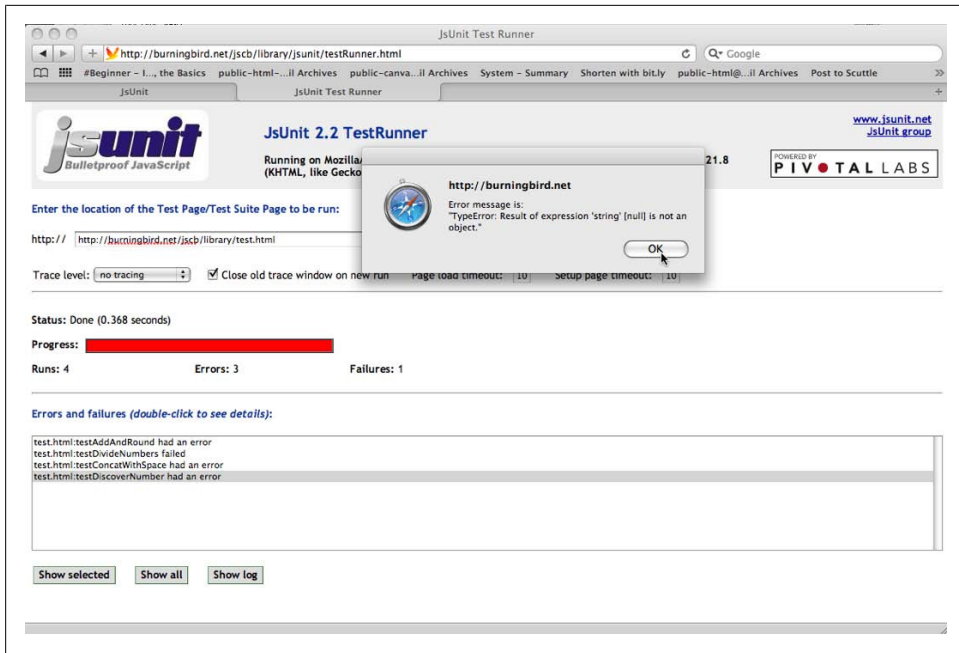 JsUnit Test Runner
http://burningbird.net/jscb/library/jsunit/testRunner.html
Google
#Beginner – I..., the Basics public-html-...il Archives public-canva...il Archives System – Summary Shorten with bit.ly public-html@...il Archives Post to Scuttle
JsUnit JsUnit Test Runner
jsunit
Bulletproof JavaScript
JsUnit 2.2 TestRunner
www.jsunit.net
JsUnit group
Running on Mozilla/ 21.8
(KHTML, like Gecko
POWERED BY
PIVOTAL LABS
http://burningbird.net
Error message is:
"TypeError: Result of expression 'string' [null] is not an
object."
OK
Enter the location of the Test Page/Test Suite Page to be run:
http:// http://burningbird.net/jscb/library/test.html
Trace level: no tracing Close old trace window on new run Page load timeout: 10 Setup page timeout: 10
Status: Done (0.368 seconds)
Progress:
Runs: 4 Errors: 3 Failures: 1
Errors and failures (double-click to see details):
test.html:testAddAndRound had an error
test.html:testDivideNumbers failed
test.html:testConcatWithSpace had an error
test.html:testDiscoverNumber had an error
Show selected Show all Show log